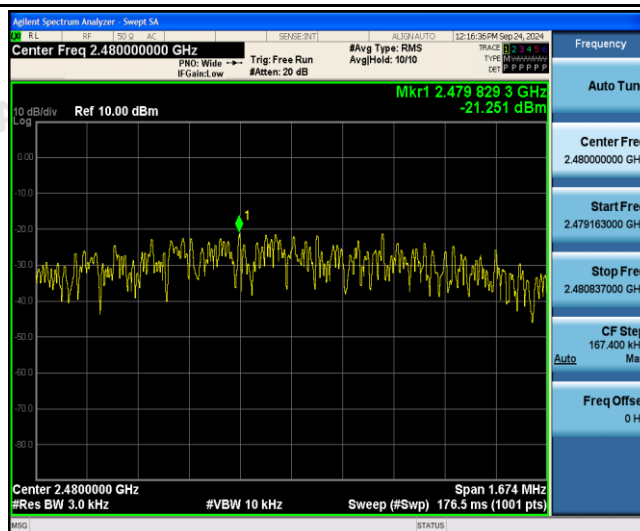 Agilent Spectrum Analyzer - Swept SA
RL RF 50 Ω AC SENSE:INT ALIGN AUTO 12:16:35 PM Sep 24, 2024
Center Freq 2.480000000 GHz
PNO: Wide
IFGain:Low
Trig: Free Run
#Atten: 20 dB
#Avg Type: RMS
Avg|Hold: 10/10
TRACE 1 2 3 4 5 6
TYPE M
DET P P P P P P
Mkr1 2.479 829 3 GHz
-21.251 dBm
10 dB/div Ref 10.00 dBm
Log
0.00
-10.0
-20.0
-30.0
-40.0
-50.0
-60.0
-70.0
-80.0
1
Center 2.4800000 GHz Span 1.674 MHz
#Res BW 3.0 kHz #VBW 10 kHz Sweep (#Swp) 176.5 ms (1001 pts)
MSG STATUS
Frequency
Auto Tun
Center Fre
2.480000000 GH
Start Fre
2.479163000 GH
Stop Fre
2.480837000 GH
CF Ste
167.400 kH
Auto Ma
Freq Offse
0 H